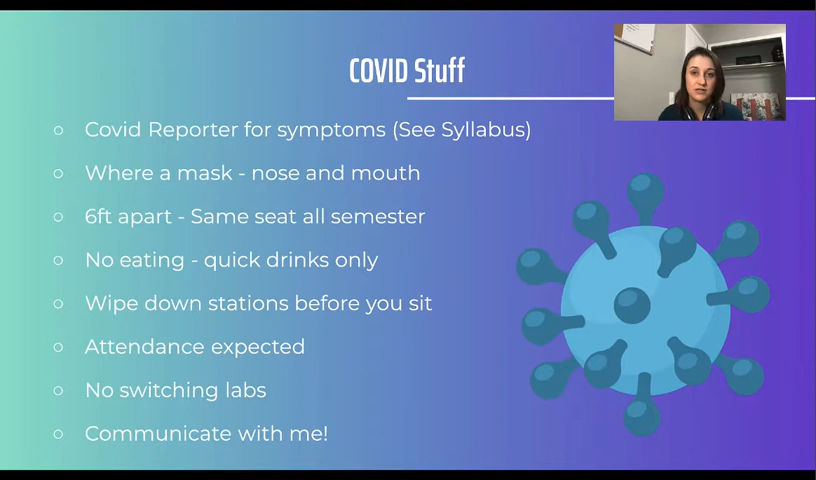 COVID Stuff
Covid Reporter for symptoms (See Syllabus)
Where a mask - nose and mouth
6ft apart - Same seat all semester
No eating - quick drinks only
Wipe down stations before you sit
Attendance expected
No switching labs
Communicate with me!